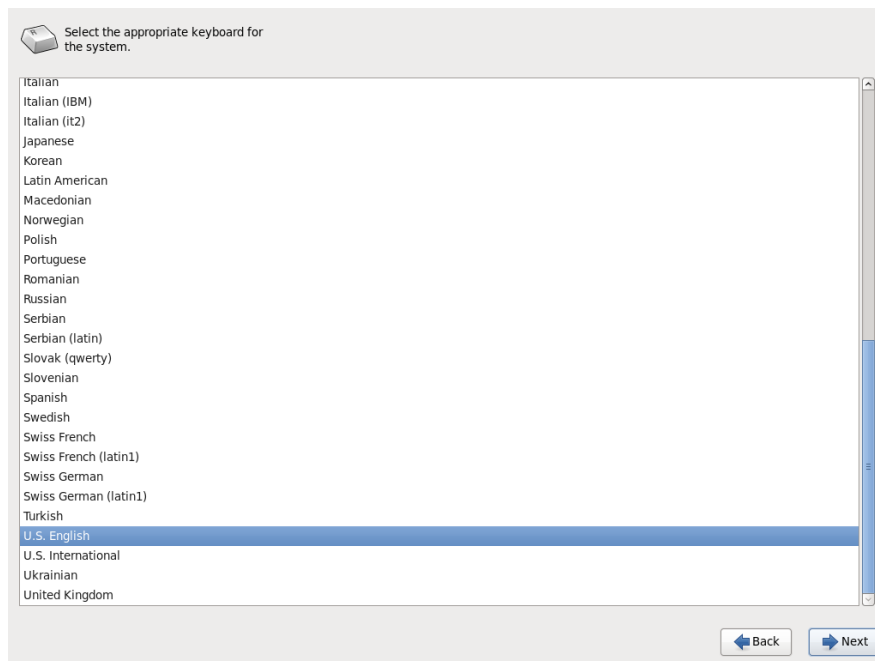 Select the appropriate keyboard for
the system.
Italian
Italian (IBM)
Italian (it2)
Japanese
Korean
Latin American
Macedonian
Norwegian
Polish
Portuguese
Romanian
Russian
Serbian
Serbian (latin)
Slovak (qwerty)
Slovenian
Spanish
Swedish
Swiss French
Swiss French (latin1)
Swiss German
Swiss German (latin1)
Turkish
U.S. English
U.S. International
Ukrainian
United Kingdom
Back Next